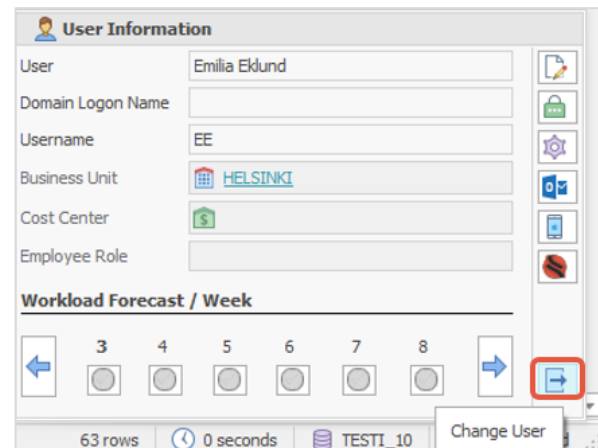 User Information
User Emilia Eklund
Domain Logon Name
Username EE
Business Unit HELSINKI
Cost Center $
Employee Role
Workload Forecast / Week
3 4 5 6 7 8
63 rows 0 seconds TESTI_10
Change User